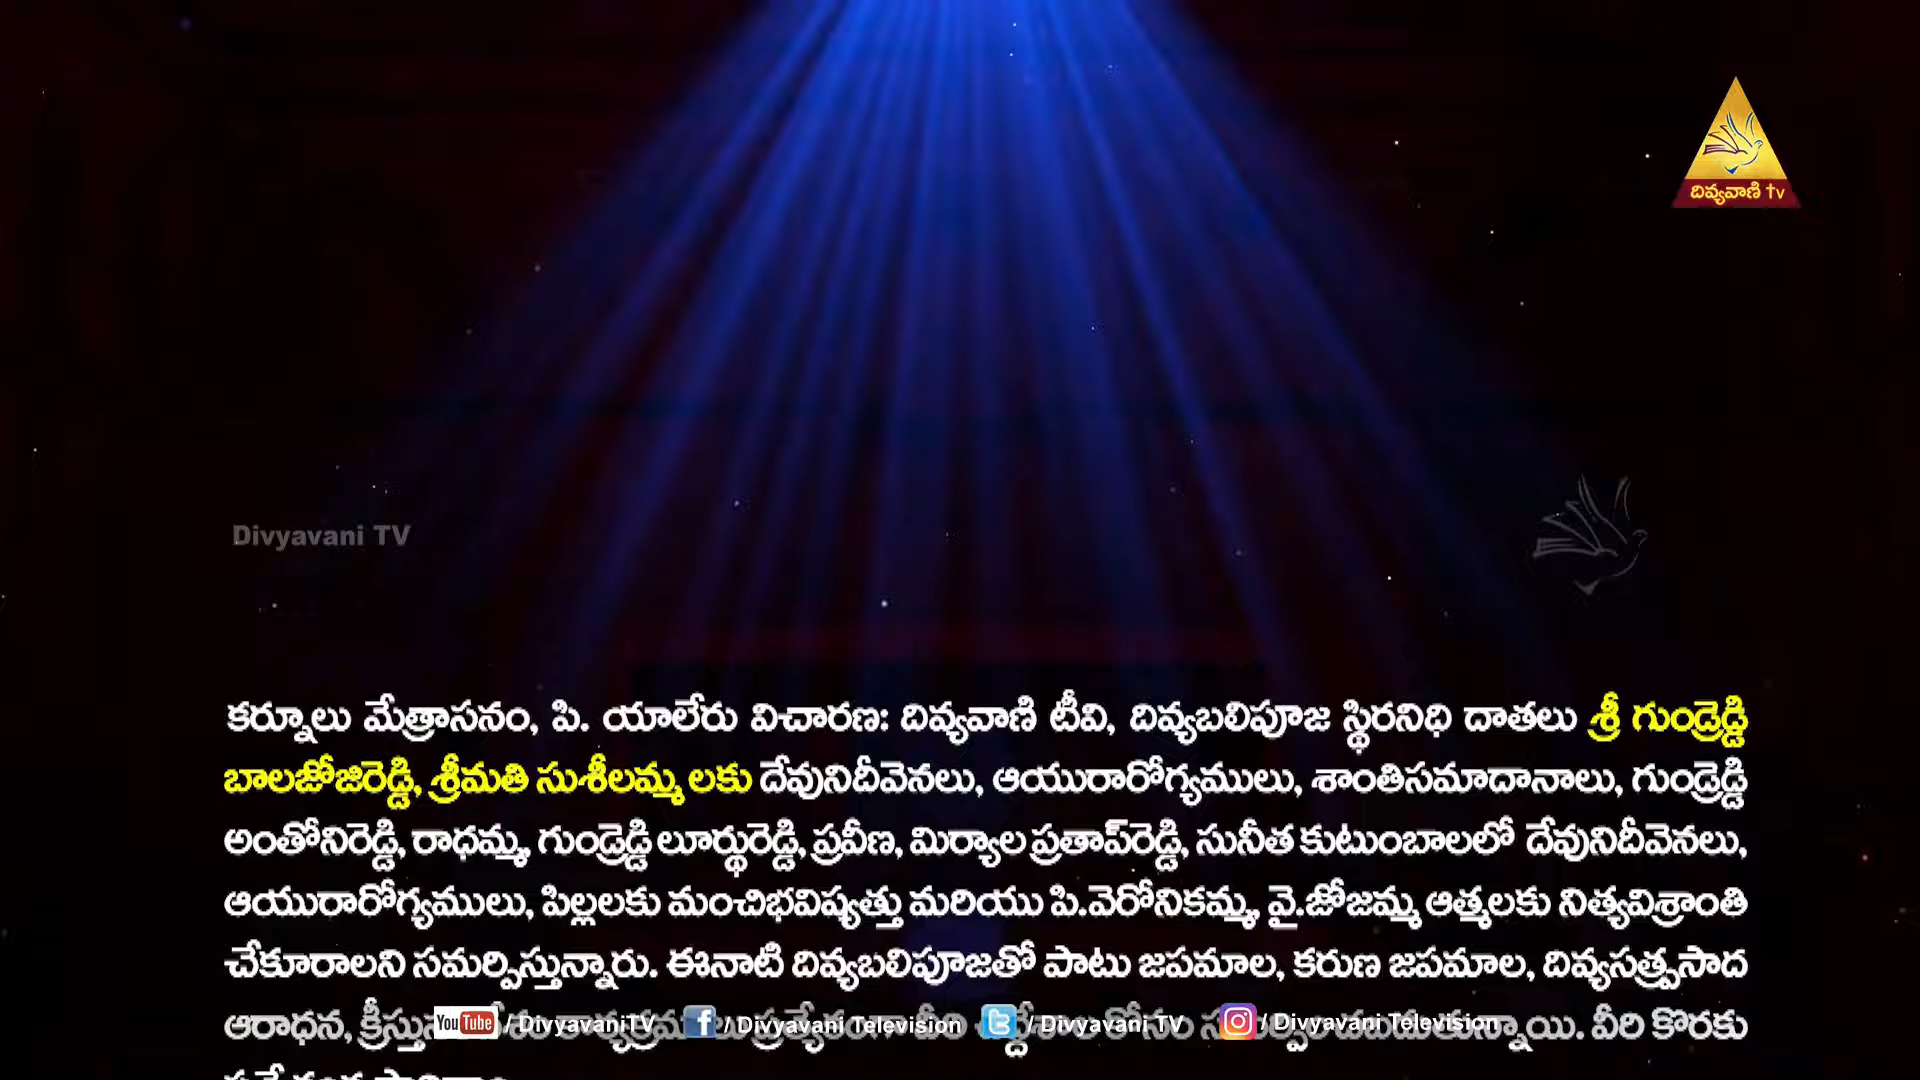 దివ్యవాణి tv
Divyavani TV
కర్నూలు మేత్రాసనం, పి. యాలేరు విచారణ: దివ్యవాణి టీవి, దివ్యబలిపూజ స్థిరనిధి దాతలు శ్రీ గుండ్రెడ్డి
బాలజోజిరెడ్డి, శ్రీమతి సుశీలమ్మ లకు దేవునిదీవెనలు, ఆయురారోగ్యములు, శాంతిసమాదానాలు, గుండ్రెడ్డి
అంతోనిరెడ్డి, రాధమ్మ, గుండ్రెడ్డి లూర్థురెడ్డి, ప్రవీణ, మిర్యాల ప్రతాప్‌రెడ్డి, సునీత కుటుంబాలలో దేవునిదీవెనలు,
ఆయురారోగ్యములు, పిల్లలకు మంచిభవిష్యత్తు మరియు పి.వెరోనికమ్మ, వై.జోజమ్మ ఆత్మలకు నిత్యవిశ్రాంతి
చేకూరాలని సమర్పిస్తున్నారు. ఈనాటి దివ్యబలిపూజతో పాటు జపమాల, కరుణ జపమాల, దివ్యసత్ప్రసాద
ఆరాధన, వీరి కొరకు
YouTube / DivyavaniTV / Divyavani Television / Divyavani TV / Divyavani Television